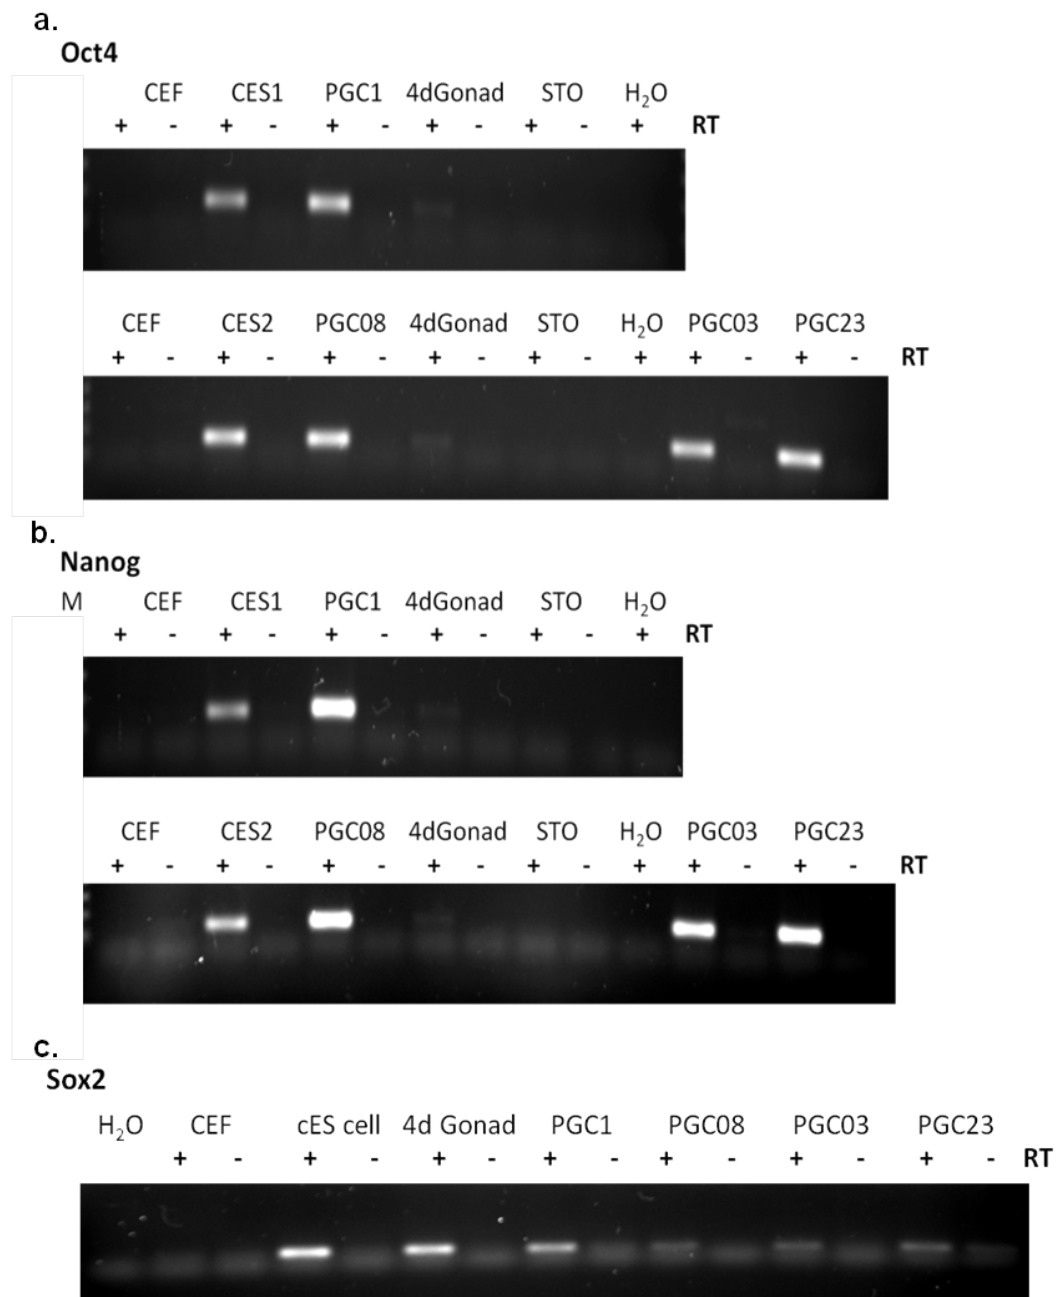 a.
Oct4
CEF CES1 PGC1 4dGonad STO H₂O
+ - + - + - + - + - + RT
CEF CES2 PGC08 4dGonad STO H₂O PGC03 PGC23
+ - + - + - + - + - + + - + - RT
b.
Nanog
M CEF CES1 PGC1 4dGonad STO H₂O
+ - + - + - + - + - + RT
CEF CES2 PGC08 4dGonad STO H₂O PGC03 PGC23
+ - + - + - + - + - + + - + - RT
c.
Sox2
H₂O CEF cES cell 4d Gonad PGC1 PGC08 PGC03 PGC23
+ - + - + - + - + - + - + - RT